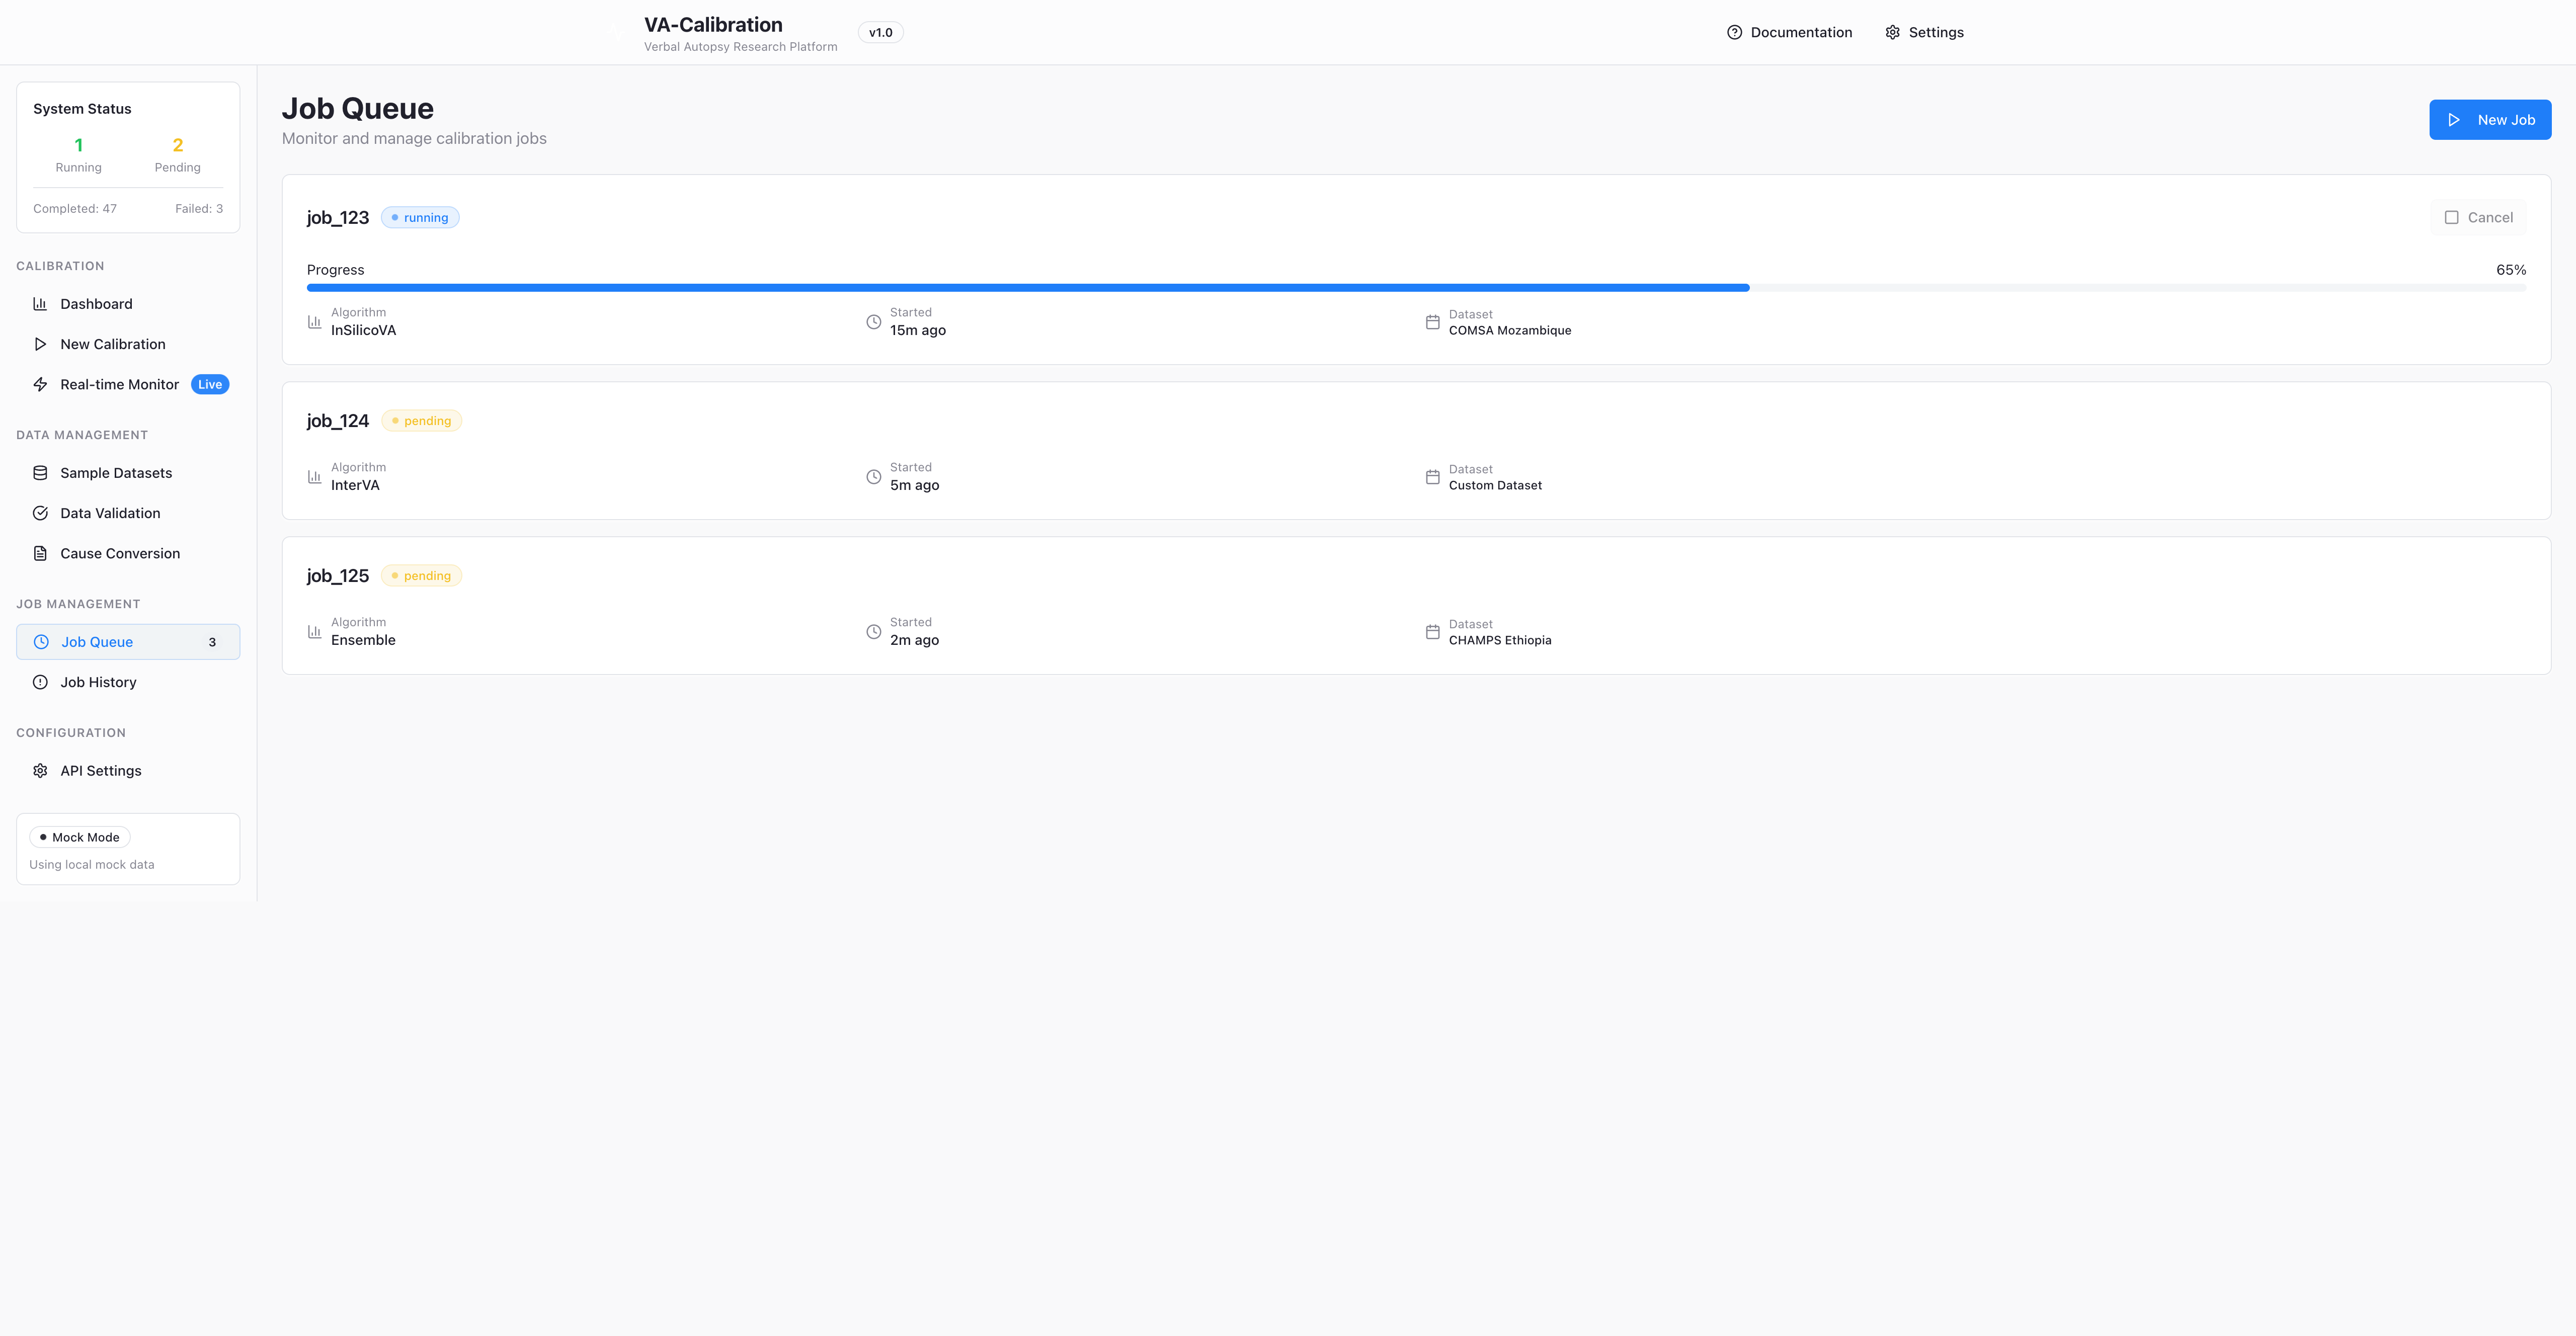 VA-Calibration
Verbal Autopsy Research Platform
v1.0
Documentation
Settings
System Status
1
Running
2
Pending
Completed: 47
Failed: 3
CALIBRATION
Dashboard
New Calibration
Real-time Monitor
Live
DATA MANAGEMENT
Sample Datasets
Data Validation
Cause Conversion
JOB MANAGEMENT
Job Queue
3
Job History
CONFIGURATION
API Settings
Mock Mode
Using local mock data
Job Queue
Monitor and manage calibration jobs
New Job
job_123
running
Cancel
Progress
65%
Algorithm
InSilicoVA
Started
15m ago
Dataset
COMSA Mozambique
job_124
pending
Algorithm
InterVA
Started
5m ago
Dataset
Custom Dataset
job_125
pending
Algorithm
Ensemble
Started
2m ago
Dataset
CHAMPS Ethiopia